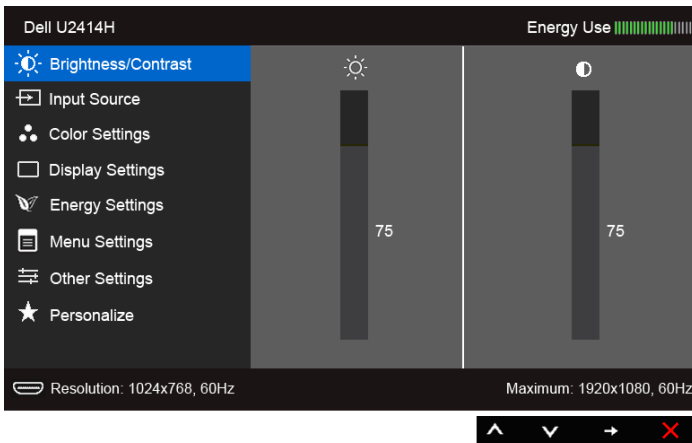 Dell U2414H
Energy Use
Brightness/Contrast
Input Source
Color Settings
Display Settings
Energy Settings
Menu Settings
Other Settings
Personalize
75
75
Resolution: 1024x768, 60Hz
Maximum: 1920x1080, 60Hz